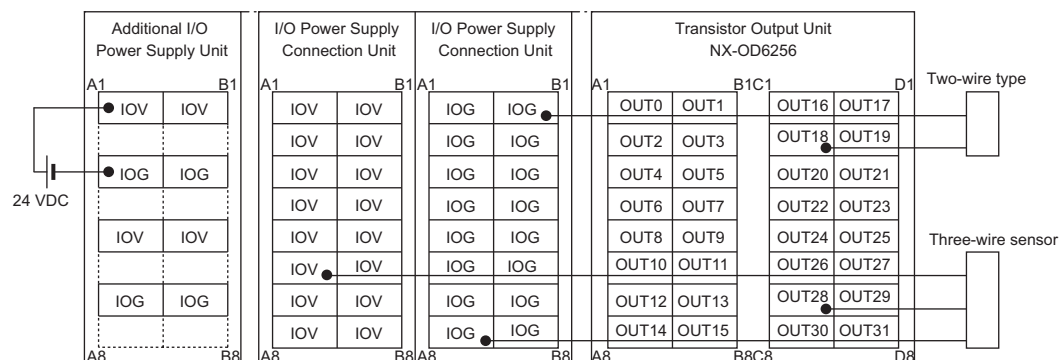 Additional I/O
Power Supply Unit
I/O Power Supply
Connection Unit
I/O Power Supply
Connection Unit
Transistor Output Unit
NX-OD6256
A1 B1 A1 B1 A1 B1 A1 B1 C1 D1
Two-wire type
IOV IOV IOV IOV IOG IOG OUT0 OUT1 OUT16 OUT17
IOV IOV IOG IOG OUT2 OUT3 OUT18 OUT19
IOG IOG IOV IOV IOG IOG OUT4 OUT5 OUT20 OUT21
24 VDC
IOV IOV IOG IOG OUT6 OUT7 OUT22 OUT23
IOV IOV IOV IOV IOG IOG OUT8 OUT9 OUT24 OUT25
Three-wire sensor
IOV IOV IOG IOG OUT10 OUT11 OUT26 OUT27
IOG IOG IOV IOV IOG IOG OUT12 OUT13 OUT28 OUT29
IOV IOV IOG IOG OUT14 OUT15 OUT30 OUT31
A8 B8 A8 B8 A8 B8 A8 B8 C8 D8